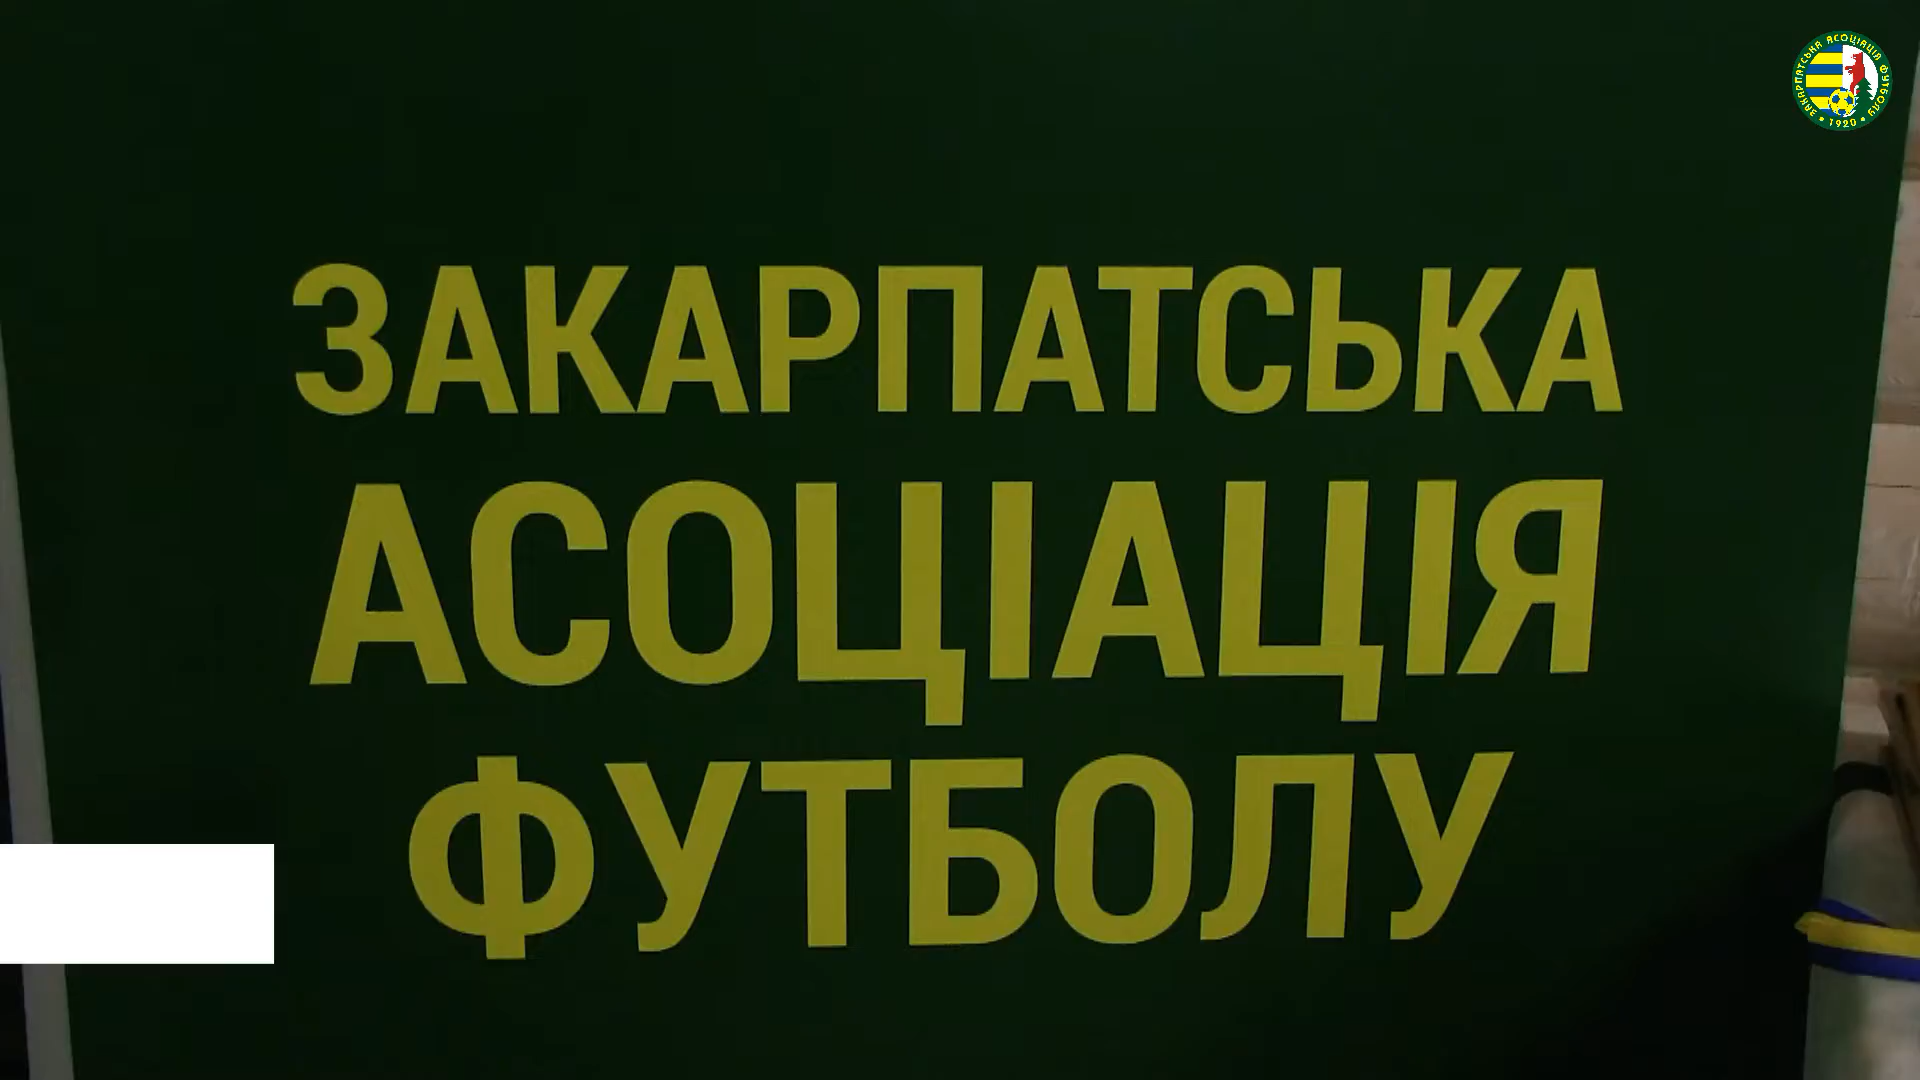 ЗАКАРПАТСЬКА
АСОЦІАЦІЯ
ФУТБОЛУ
ЗАКАРПАТСЬКА АСОЦІАЦІЯ ФУТБОЛУ
• 1920 •